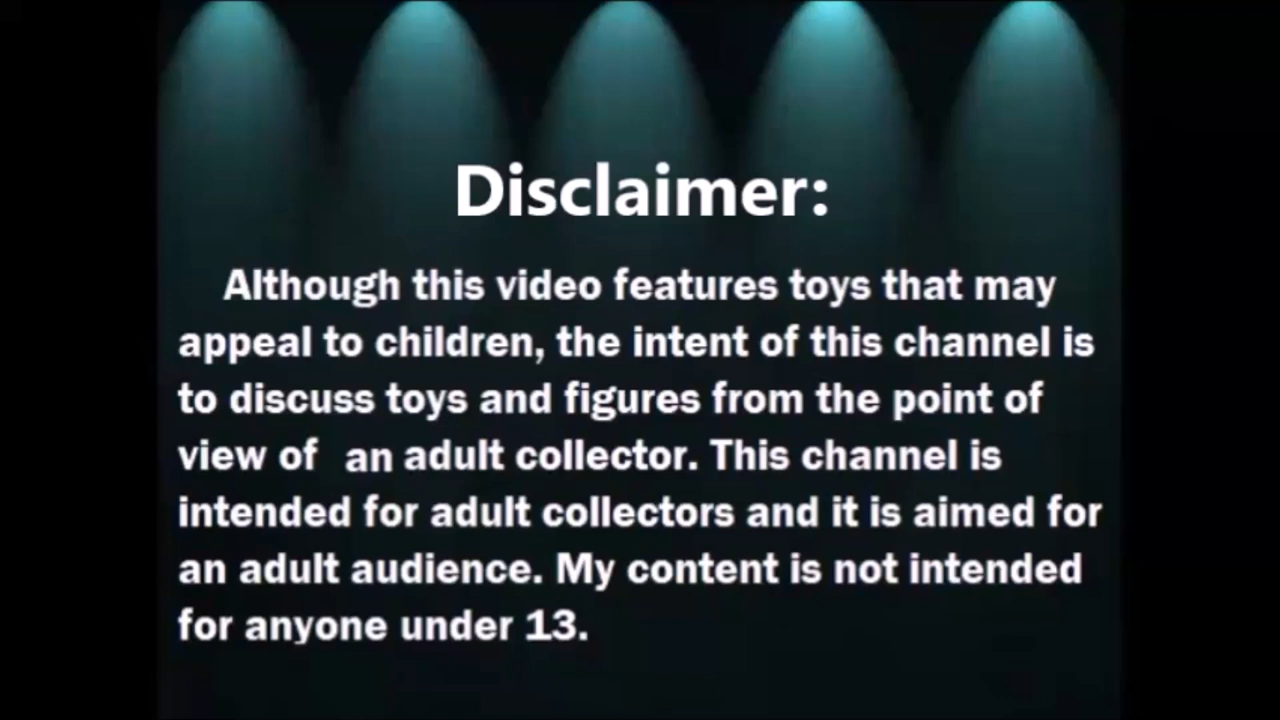 Disclaimer:
Although this video features toys that may
appeal to children, the intent of this channel is
to discuss toys and figures from the point of
view of an adult collector. This channel is
intended for adult collectors and it is aimed for
an adult audience. My content is not intended
for anyone under 13.